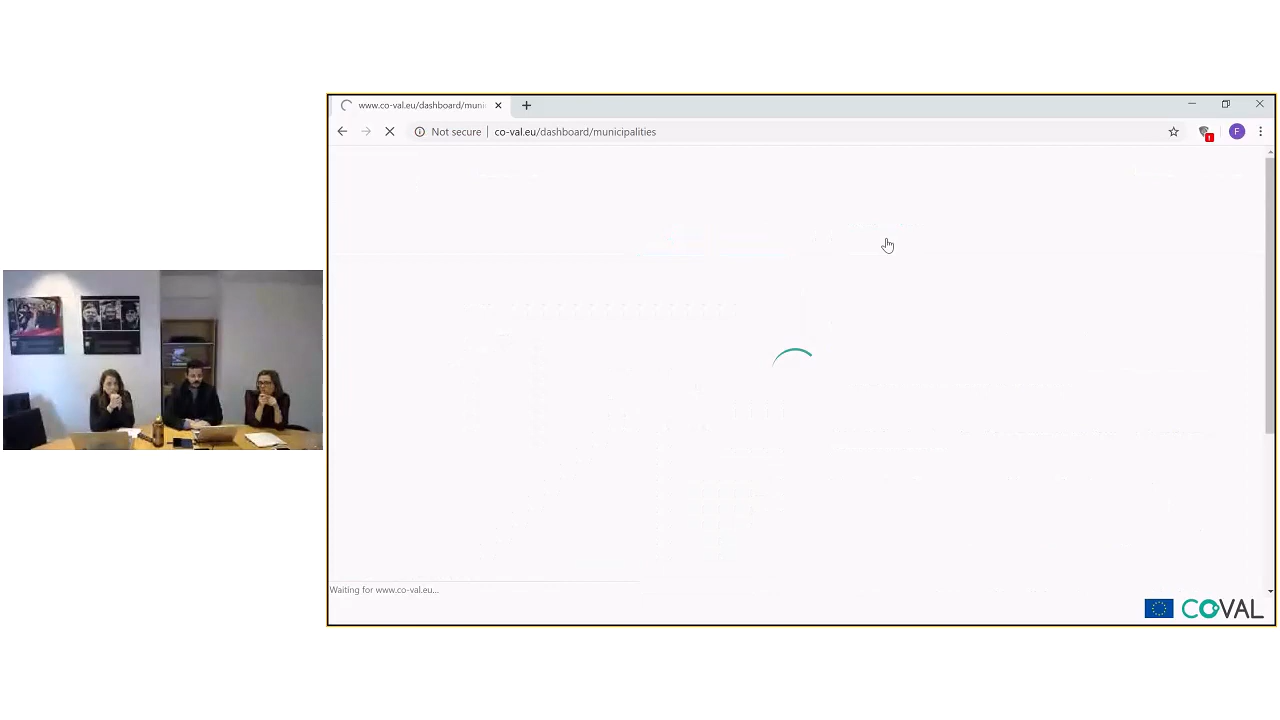 www.co-val.eu/dashboard/muni
Not secure
co-val.eu/dashboard/municipalities
F
Waiting for www.co-val.eu...
COVAL